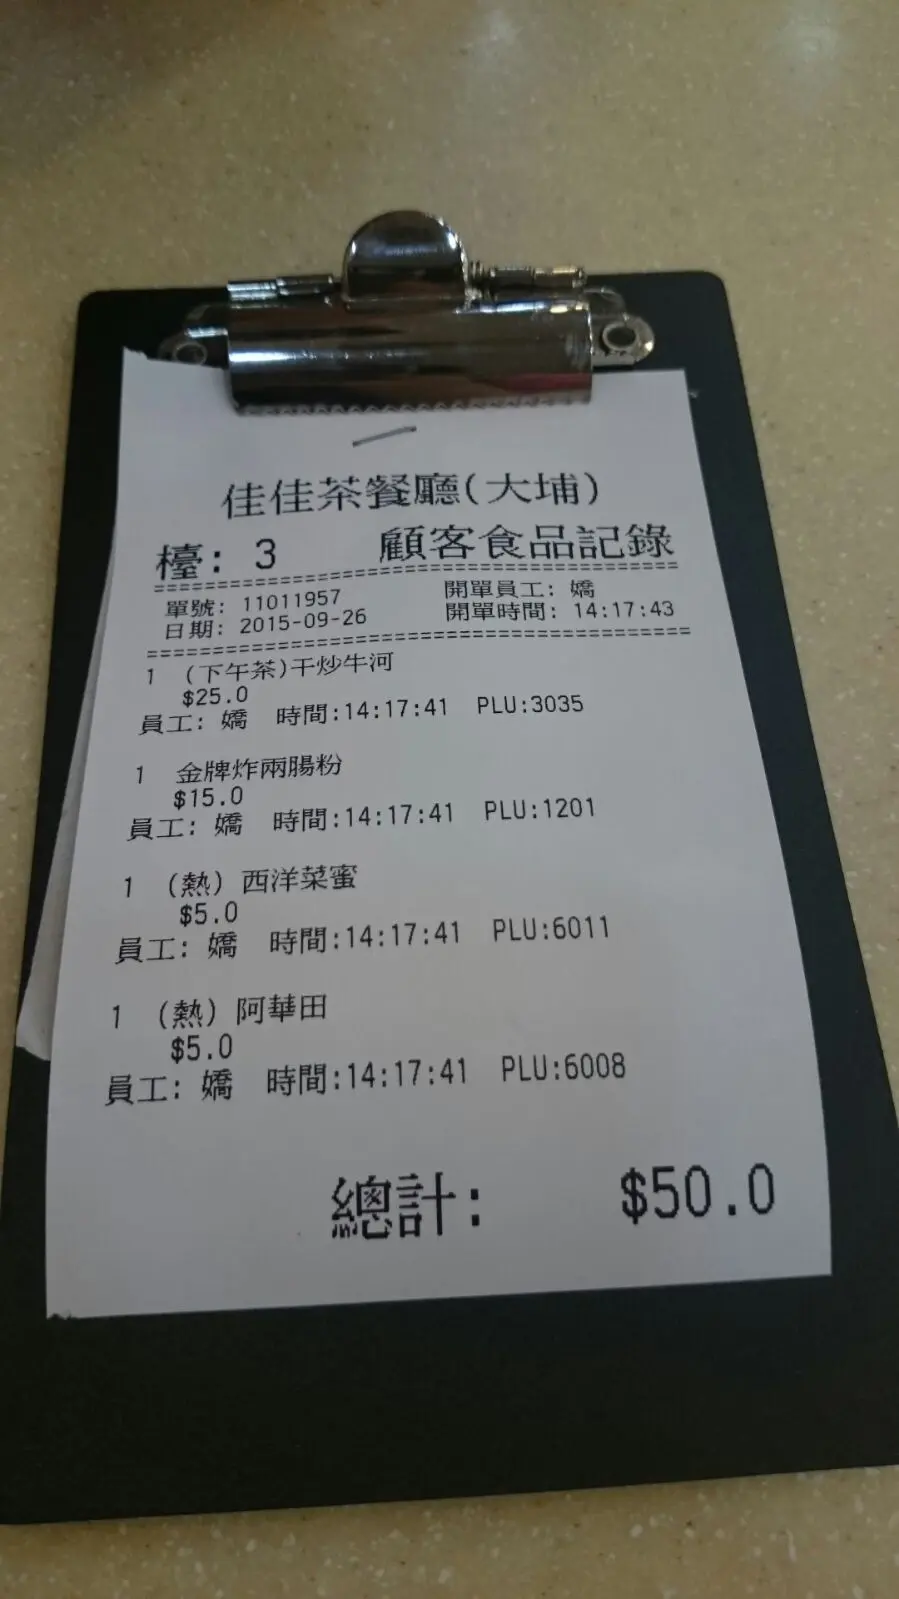 佳佳茶餐廳(大埔)
檯: 3 顧客食品記錄
單號: 11011957 開單員工: 嬌
日期: 2015-09-26 開單時間: 14:17:43
1 (下午茶)干炒牛河
$25.0
員工: 嬌 時間:14:17:41 PLU:3035
1 金牌炸兩腸粉
$15.0
員工: 嬌 時間:14:17:41 PLU:1201
1 (熱) 西洋菜蜜
$5.0
員工: 嬌 時間:14:17:41 PLU:6011
1 (熱) 阿華田
$5.0
員工: 嬌 時間:14:17:41 PLU:6008
總計: $50.0